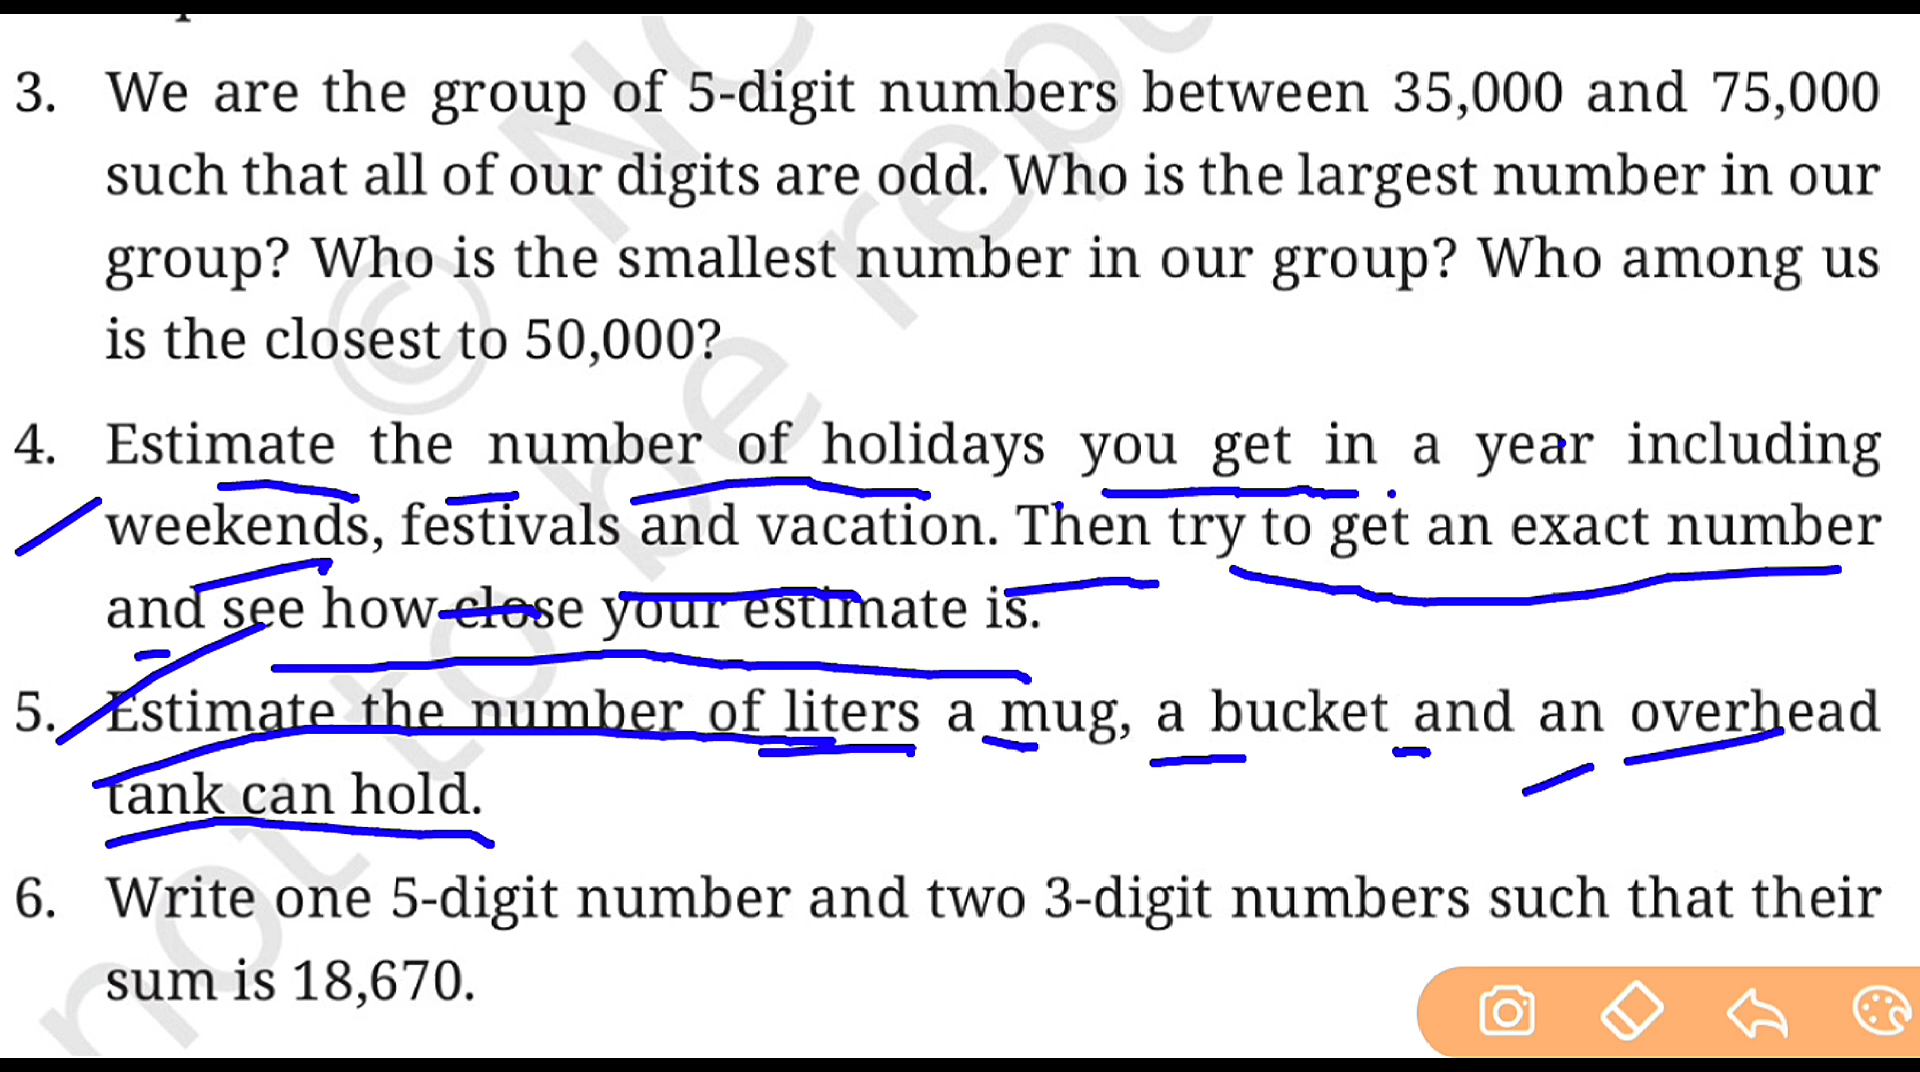 3. We are the group of 5-digit numbers between 35,000 and 75,000
such that all of our digits are odd. Who is the largest number in our
group? Who is the smallest number in our group? Who among us
is the closest to 50,000?
4. Estimate the number of holidays you get in a year including
weekends, festivals and vacation. Then try to get an exact number
and see how close your estimate is.
5. Estimate the number of liters a mug, a bucket and an overhead
tank can hold.
6. Write one 5-digit number and two 3-digit numbers such that their
sum is 18,670.